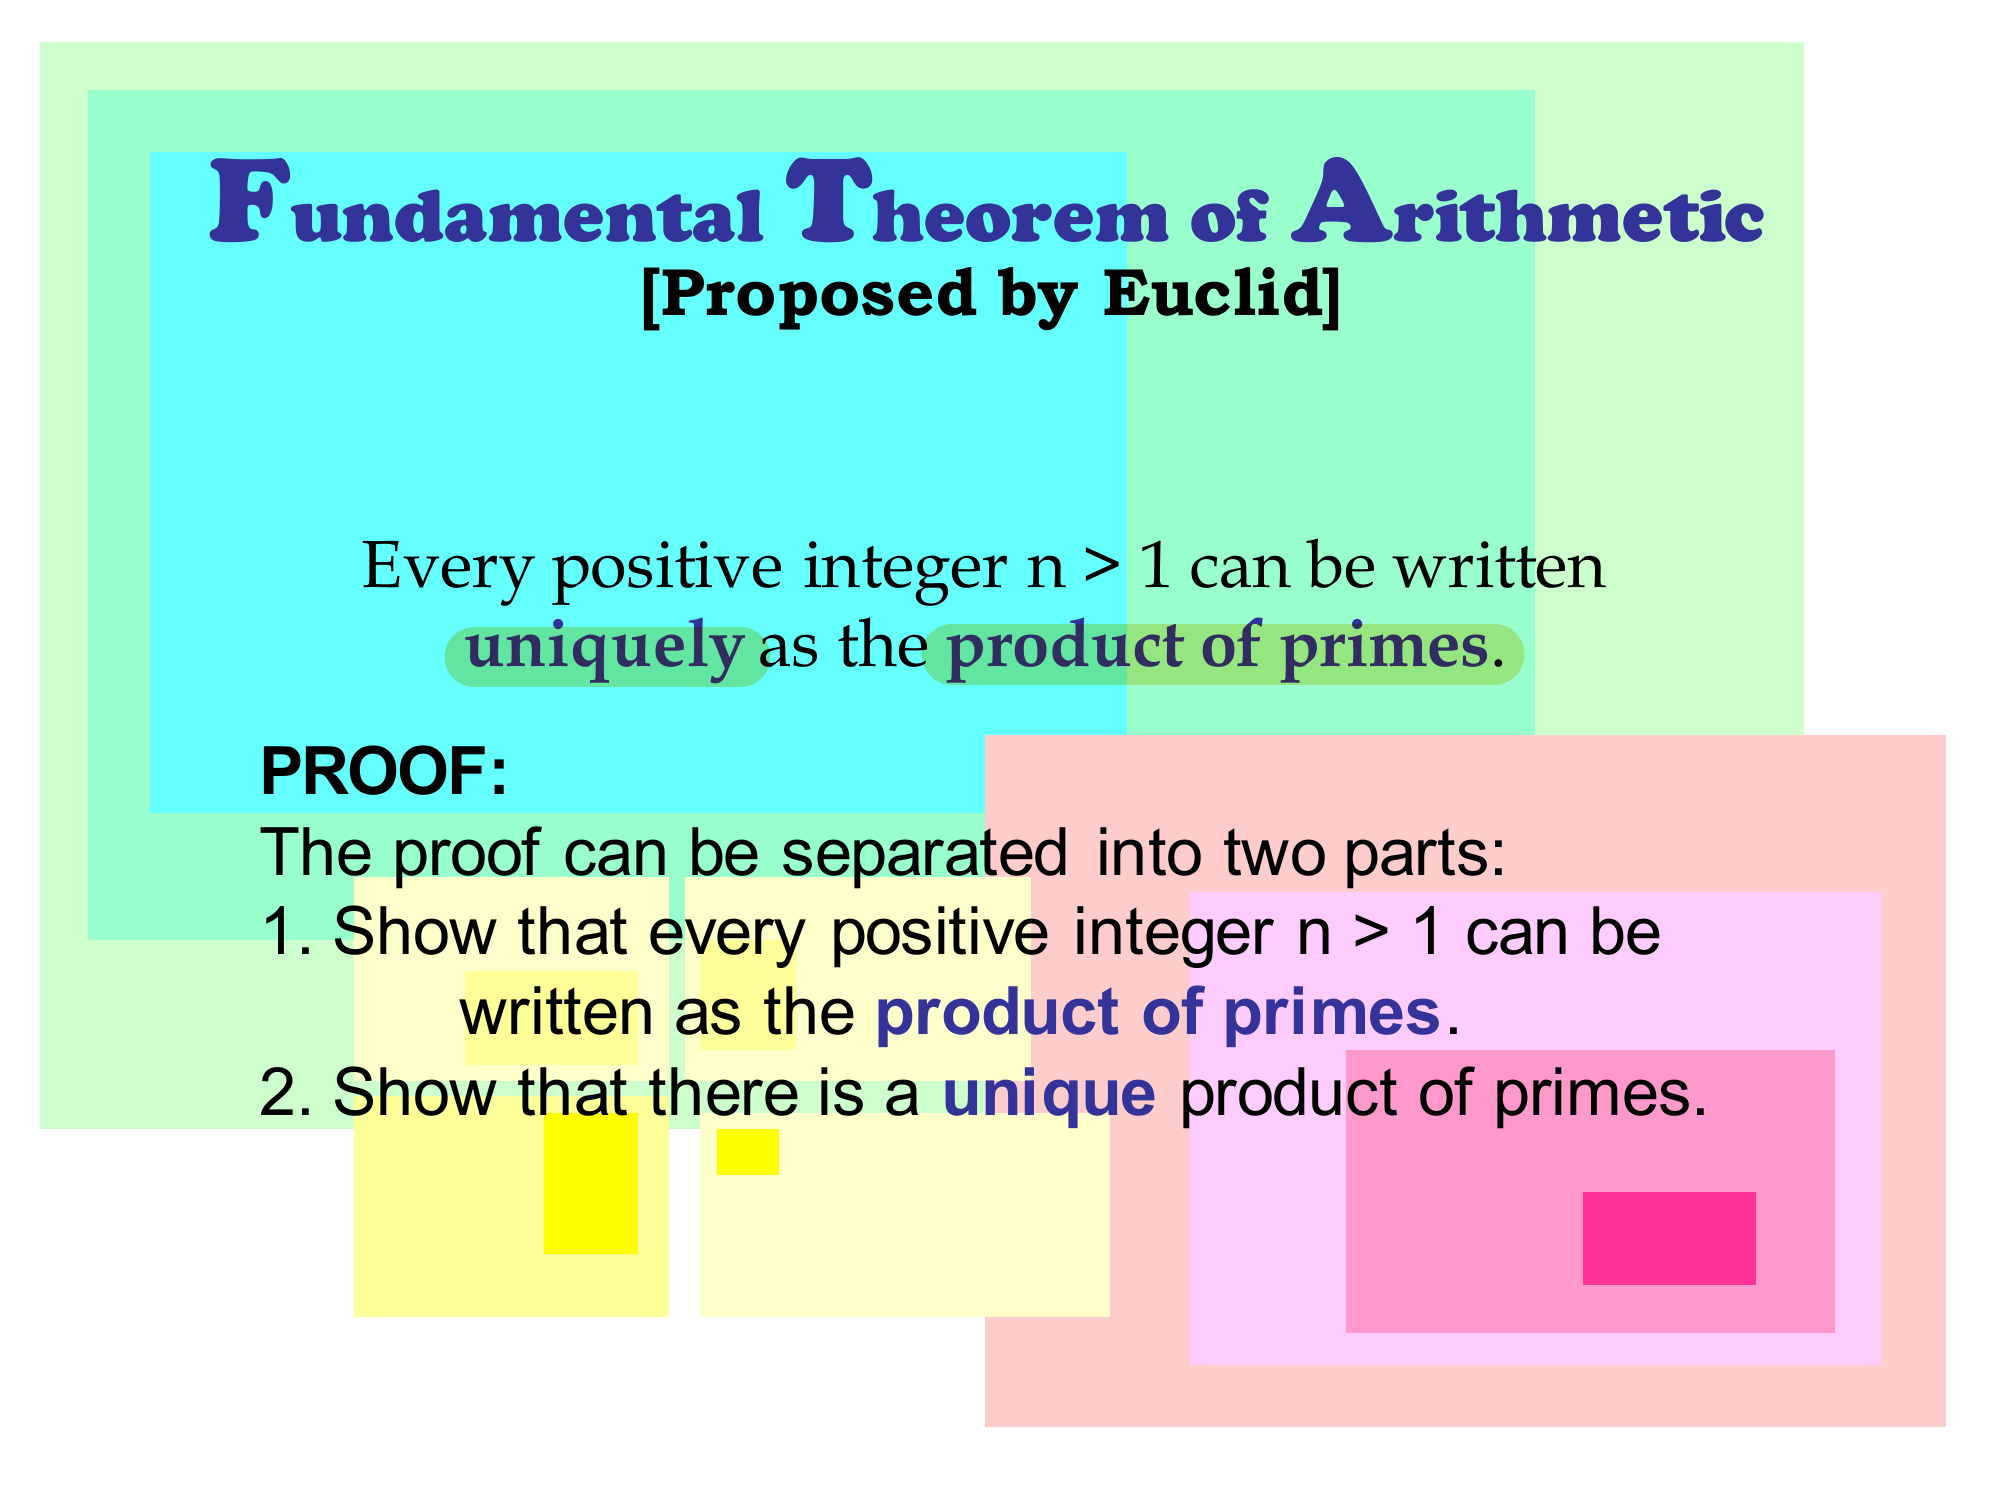 Fundamental Theorem of Arithmetic
[Proposed by Euclid]
Every positive integer n > 1 can be written
uniquely as the product of primes.
PROOF:
The proof can be separated into two parts:
1. Show that every positive integer n > 1 can be
written as the product of primes.
2. Show that there is a unique product of primes.